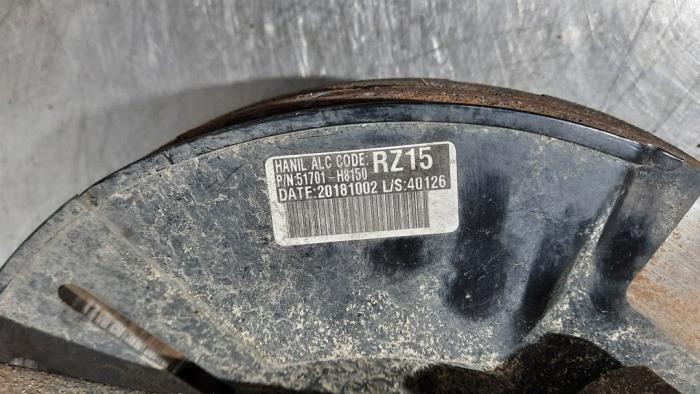 HANIL ALC CODE: RZ15
P/N:51701-H8150
DATE:20181002 L/S:40126